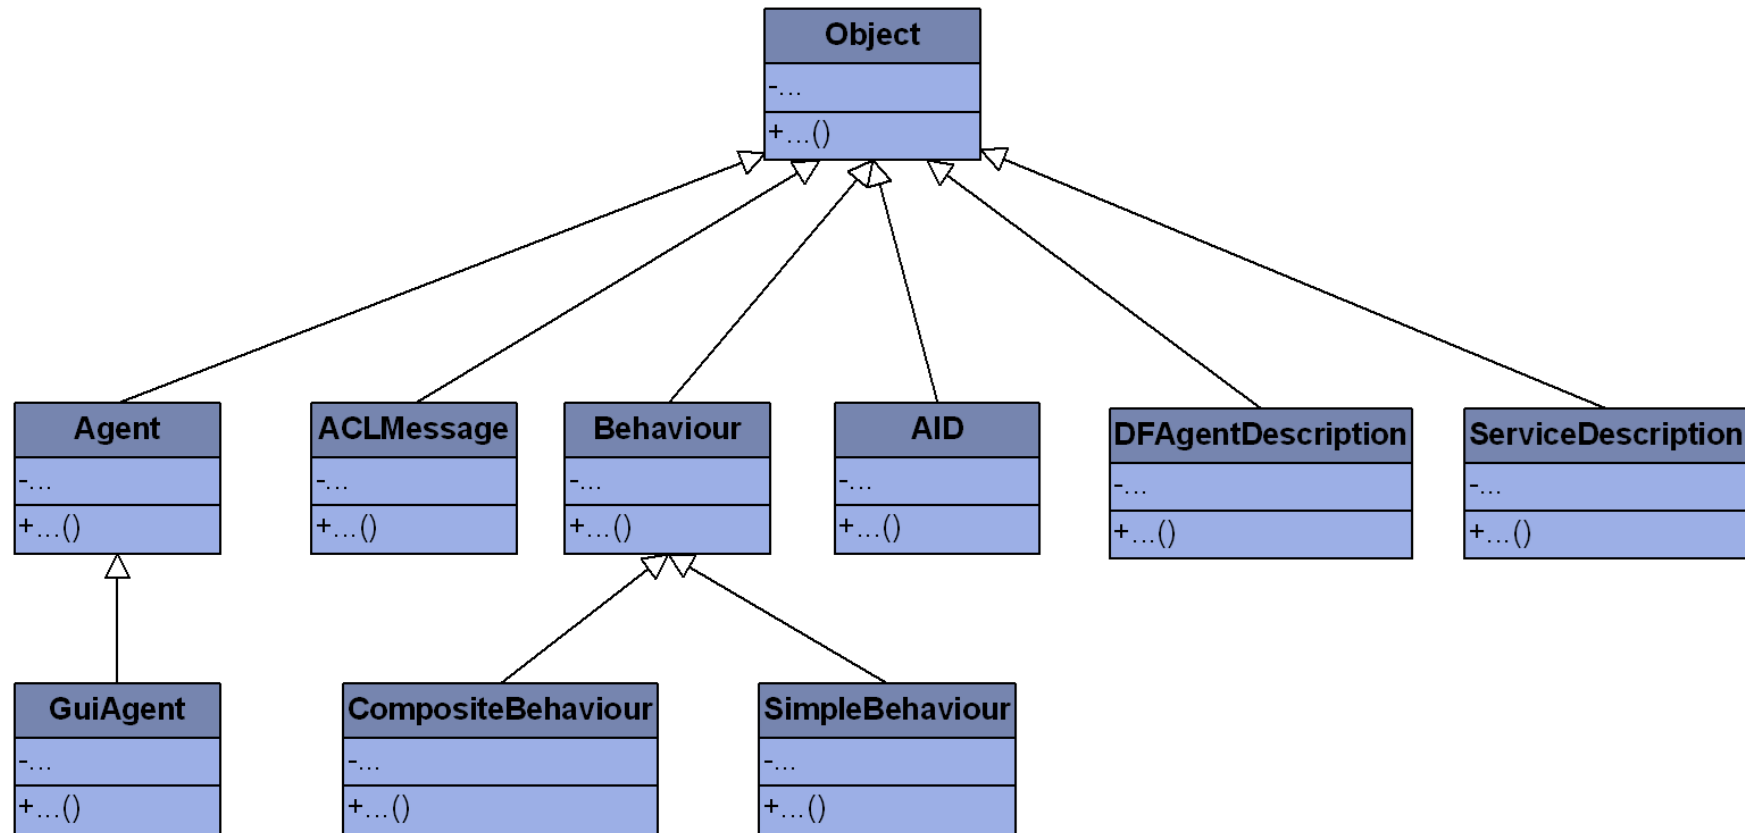 Object
-...
+...()
Agent
-...
+...()
ACLMessage
-...
+...()
Behaviour
-...
+...()
AID
-...
+...()
DFAgentDescription
-...
+...()
ServiceDescription
-...
+...()
GuiAgent
-...
+...()
CompositeBehaviour
-...
+...()
SimpleBehaviour
-...
+...()